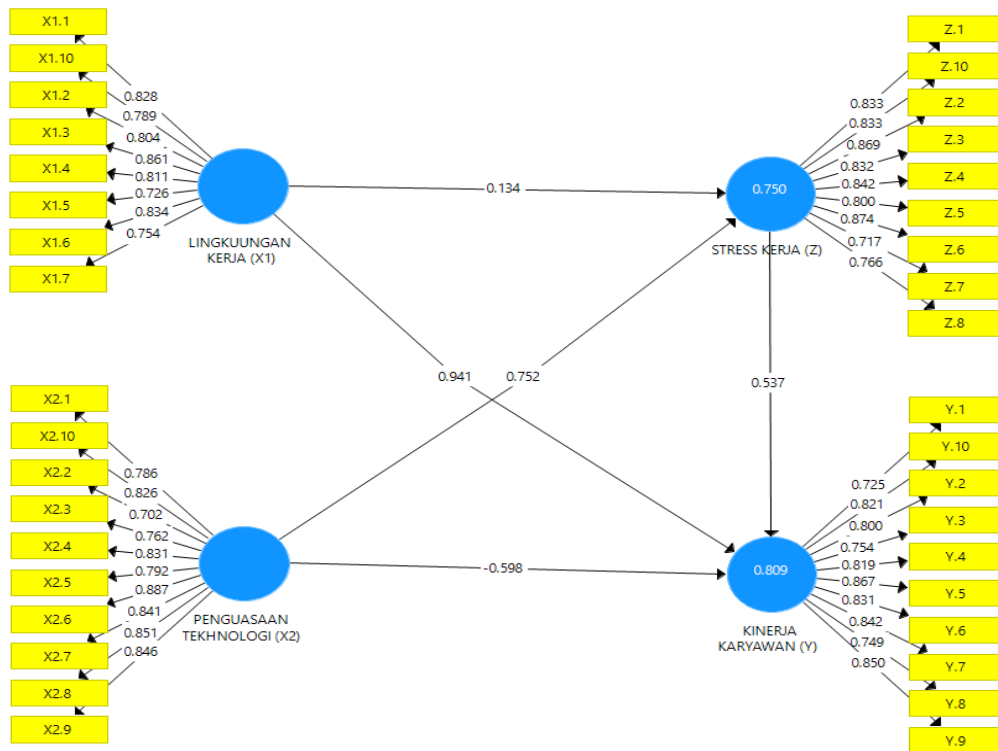 X1.1
X1.10
X1.2
X1.3
X1.4
X1.5
X1.6
X1.7
0.828
0.789
0.804
0.861
0.811
0.726
0.834
0.754
LINGKUUNGAN
KERJA (X1)
0.134
0.941
0.752
0.537
-0.598
0.750
STRESS KERJA (Z)
0.833
0.833
0.869
0.832
0.842
0.800
0.874
0.717
0.766
Z.1
Z.10
Z.2
Z.3
Z.4
Z.5
Z.6
Z.7
Z.8
X2.1
X2.10
X2.2
X2.3
X2.4
X2.5
X2.6
X2.7
X2.8
X2.9
0.786
0.826
0.702
0.762
0.831
0.792
0.887
0.841
0.851
0.846
PENGUASAAN
TEKHNOLOGI (X2)
0.809
KINERJA
KARYAWAN (Y)
0.725
0.821
0.800
0.754
0.819
0.867
0.831
0.842
0.749
0.850
Y.1
Y.10
Y.2
Y.3
Y.4
Y.5
Y.6
Y.7
Y.8
Y.9